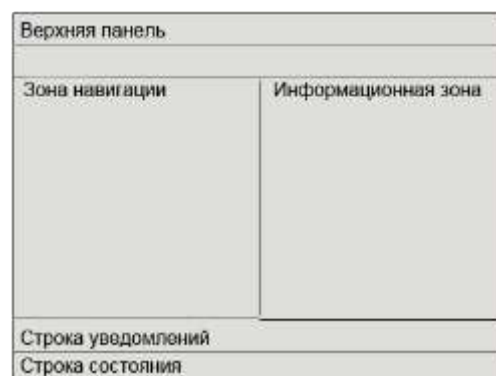 Верхняя панель
Зона навигации
Информационная зона
Строка уведомлений
Строка состояния